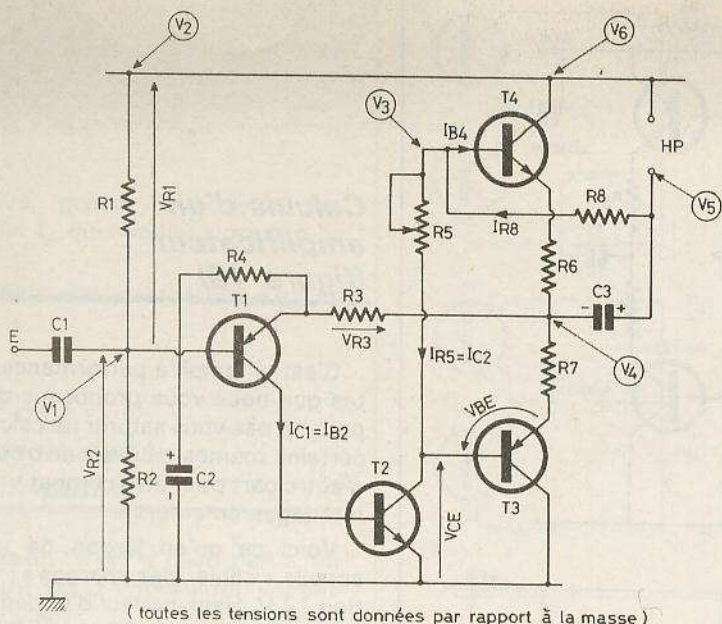 V2
V6
T4
V3
IB4
HP
R1
VR1
R8
V5
R5
IR8
R4
R6
T1
R3
C3
- +
E
C1
VR3
V4
IR5=IC2
R7
V1
IC1=IB2
VBE
VR2
R2
+
-
C2
T2
VCE
T3
( toutes les tensions sont données par rapport à la masse )